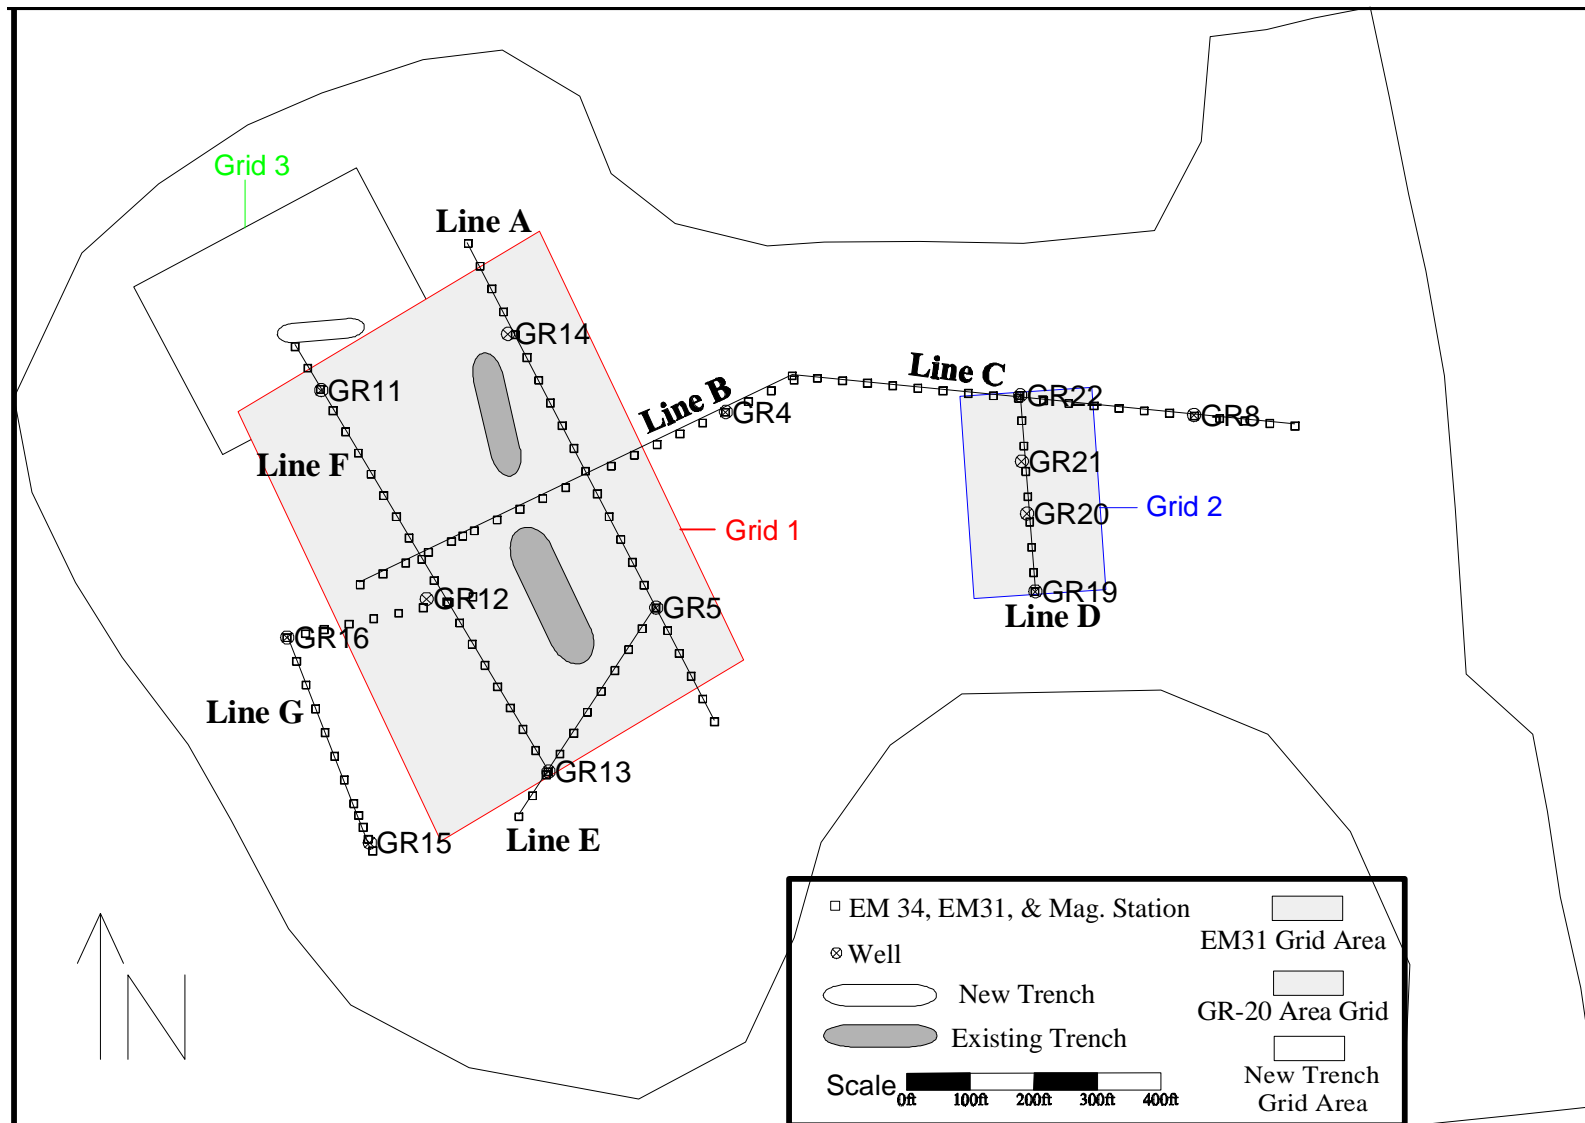 Grid 3
Line A
GR14
Line C
GR11
Line B
GR22
GR4
GR8
Line F
GR21
Grid 1
GR20
Grid 2
GR12
GR5
GR19
Line D
GR16
Line G
GR13
Line E
GR15
EM 34, EM31, & Mag. Station
Well
New Trench
Existing Trench
Scale
0ft 100ft 200ft 300ft 400ft
EM31 Grid Area
GR-20 Area Grid
New Trench
Grid Area
N